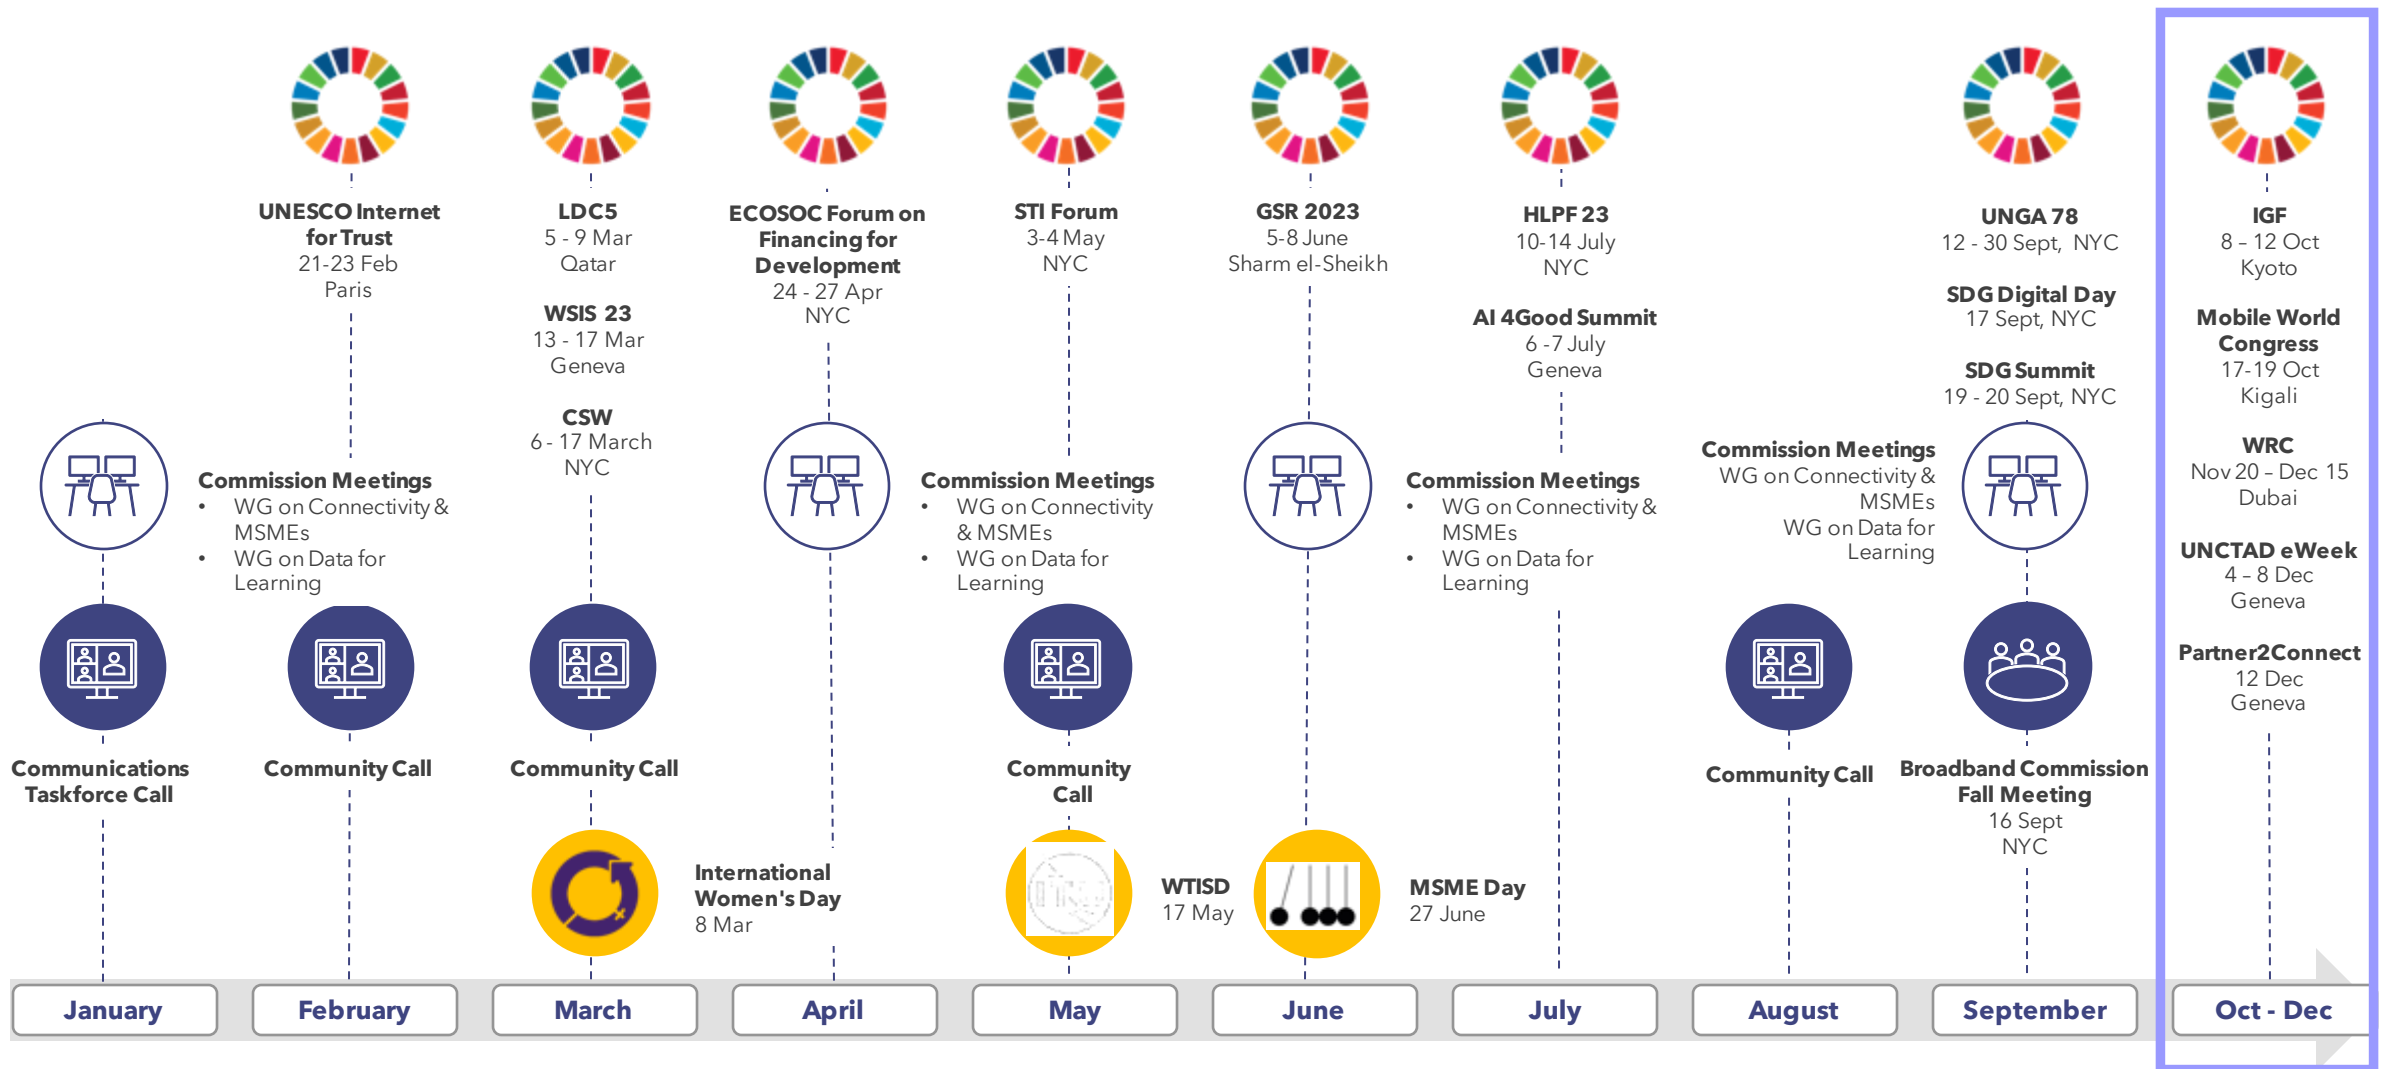 UNESCO Internet
for Trust
21-23 Feb
Paris
LDC5
5 - 9 Mar
Qatar
WSIS 23
13 - 17 Mar
Geneva
CSW
6 - 17 March
NYC
ECOSOC Forum on
Financing for
Development
24 - 27 Apr
NYC
STI Forum
3-4 May
NYC
GSR 2023
5-8 June
Sharm el-Sheikh
HLPF 23
10-14 July
NYC
AI 4Good Summit
6 -7 July
Geneva
UNGA 78
12 - 30 Sept, NYC
SDG Digital Day
17 Sept, NYC
SDG Summit
19 - 20 Sept, NYC
IGF
8 – 12 Oct
Kyoto
Mobile World
Congress
17-19 Oct
Kigali
WRC
Nov 20 – Dec 15
Dubai
UNCTAD eWeek
4 – 8 Dec
Geneva
Partner2Connect
12 Dec
Geneva
Commission Meetings
• WG on Connectivity &
MSMEs
• WG on Data for
Learning
Commission Meetings
• WG on Connectivity
& MSMEs
• WG on Data for
Learning
Commission Meetings
• WG on Connectivity &
MSMEs
• WG on Data for
Learning
Commission Meetings
WG on Connectivity &
MSMEs
WG on Data for
Learning
Communications
Taskforce Call
Community Call
Community Call
Community
Call
Community Call
Broadband Commission
Fall Meeting
16 Sept
NYC
International
Women's Day
8 Mar
WTISD
17 May
MSME Day
27 June
January
February
March
April
May
June
July
August
September
Oct - Dec